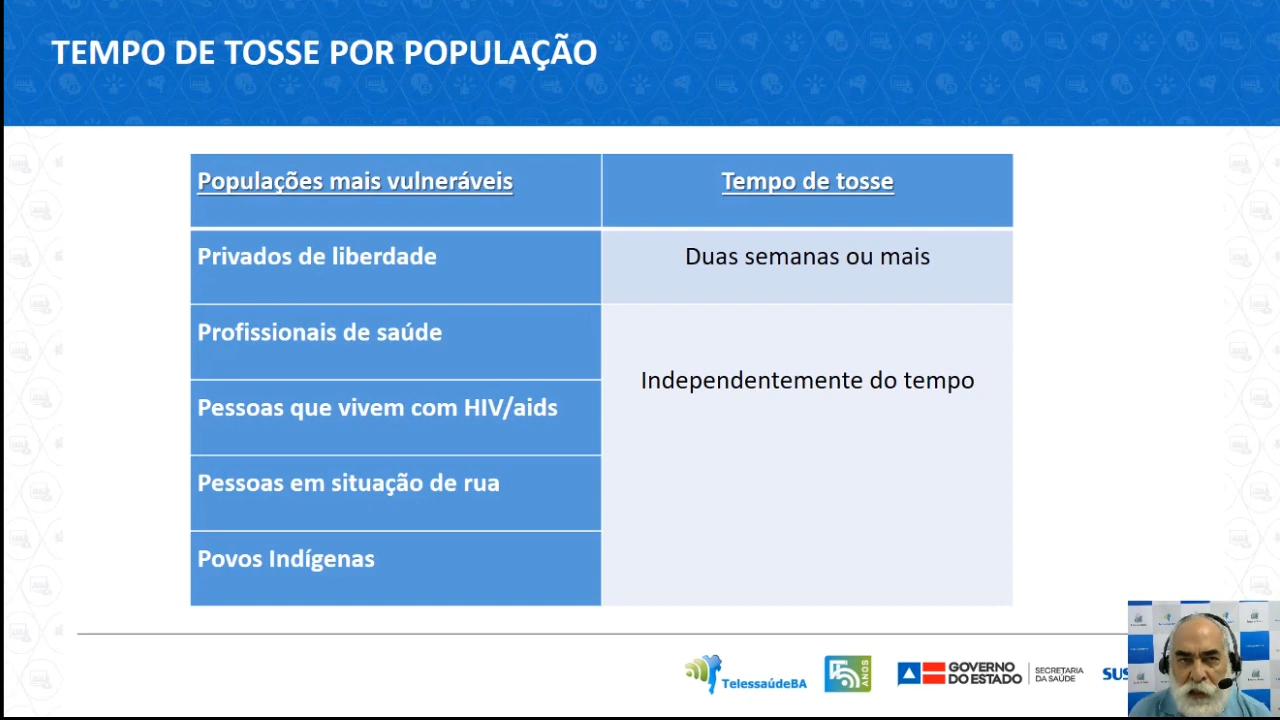 TEMPO DE TOSSE POR POPULAÇÃO
Populações mais vulneráveis
Tempo de tosse
Privados de liberdade
Duas semanas ou mais
Profissionais de saúde
Independentemente do tempo
Pessoas que vivem com HIV/aids
Pessoas em situação de rua
Povos Indígenas
TelessaúdeBA
15
ANOS
GOVERNO
DO ESTADO
SECRETARIA
DA SAÚDE
SUS